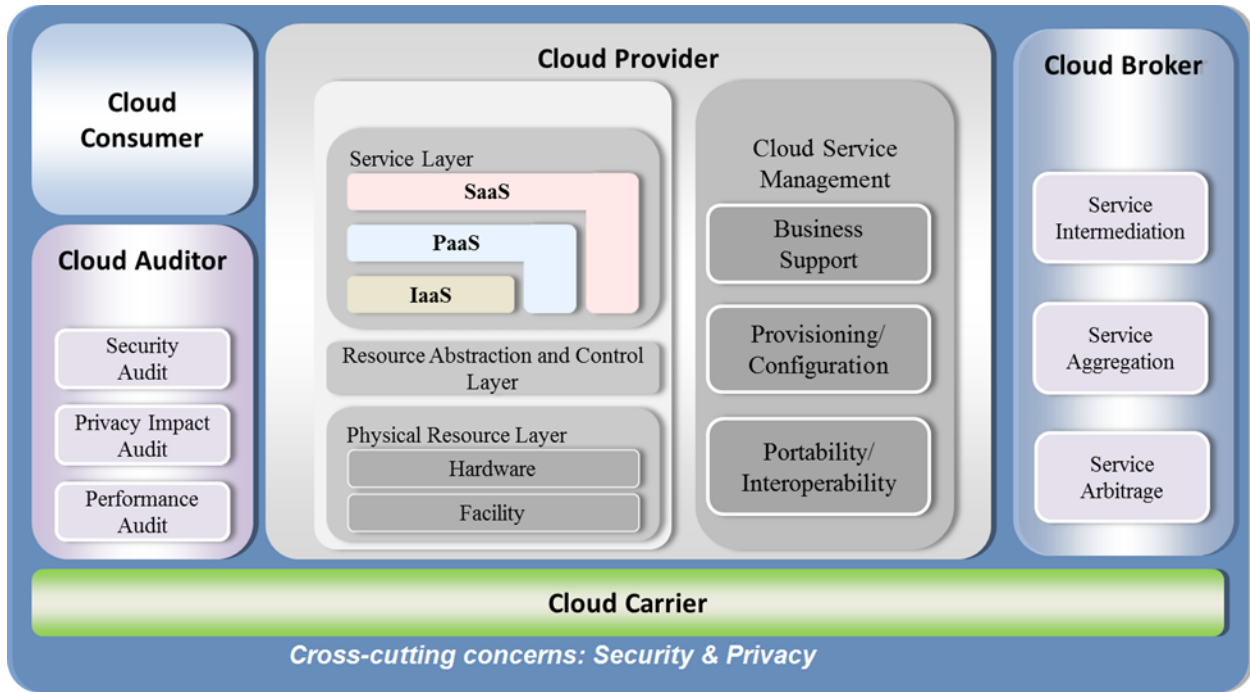 Cloud
Consumer
Cloud Auditor
Security
Audit
Privacy Impact
Audit
Performance
Audit
Cloud Provider
Service Layer
SaaS
PaaS
IaaS
Resource Abstraction and Control
Layer
Physical Resource Layer
Hardware
Facility
Cloud Service
Management
Business
Support
Provisioning/
Configuration
Portability/
Interoperability
Cloud Broker
Service
Intermediation
Service
Aggregation
Service
Arbitrage
Cloud Carrier
Cross-cutting concerns: Security & Privacy